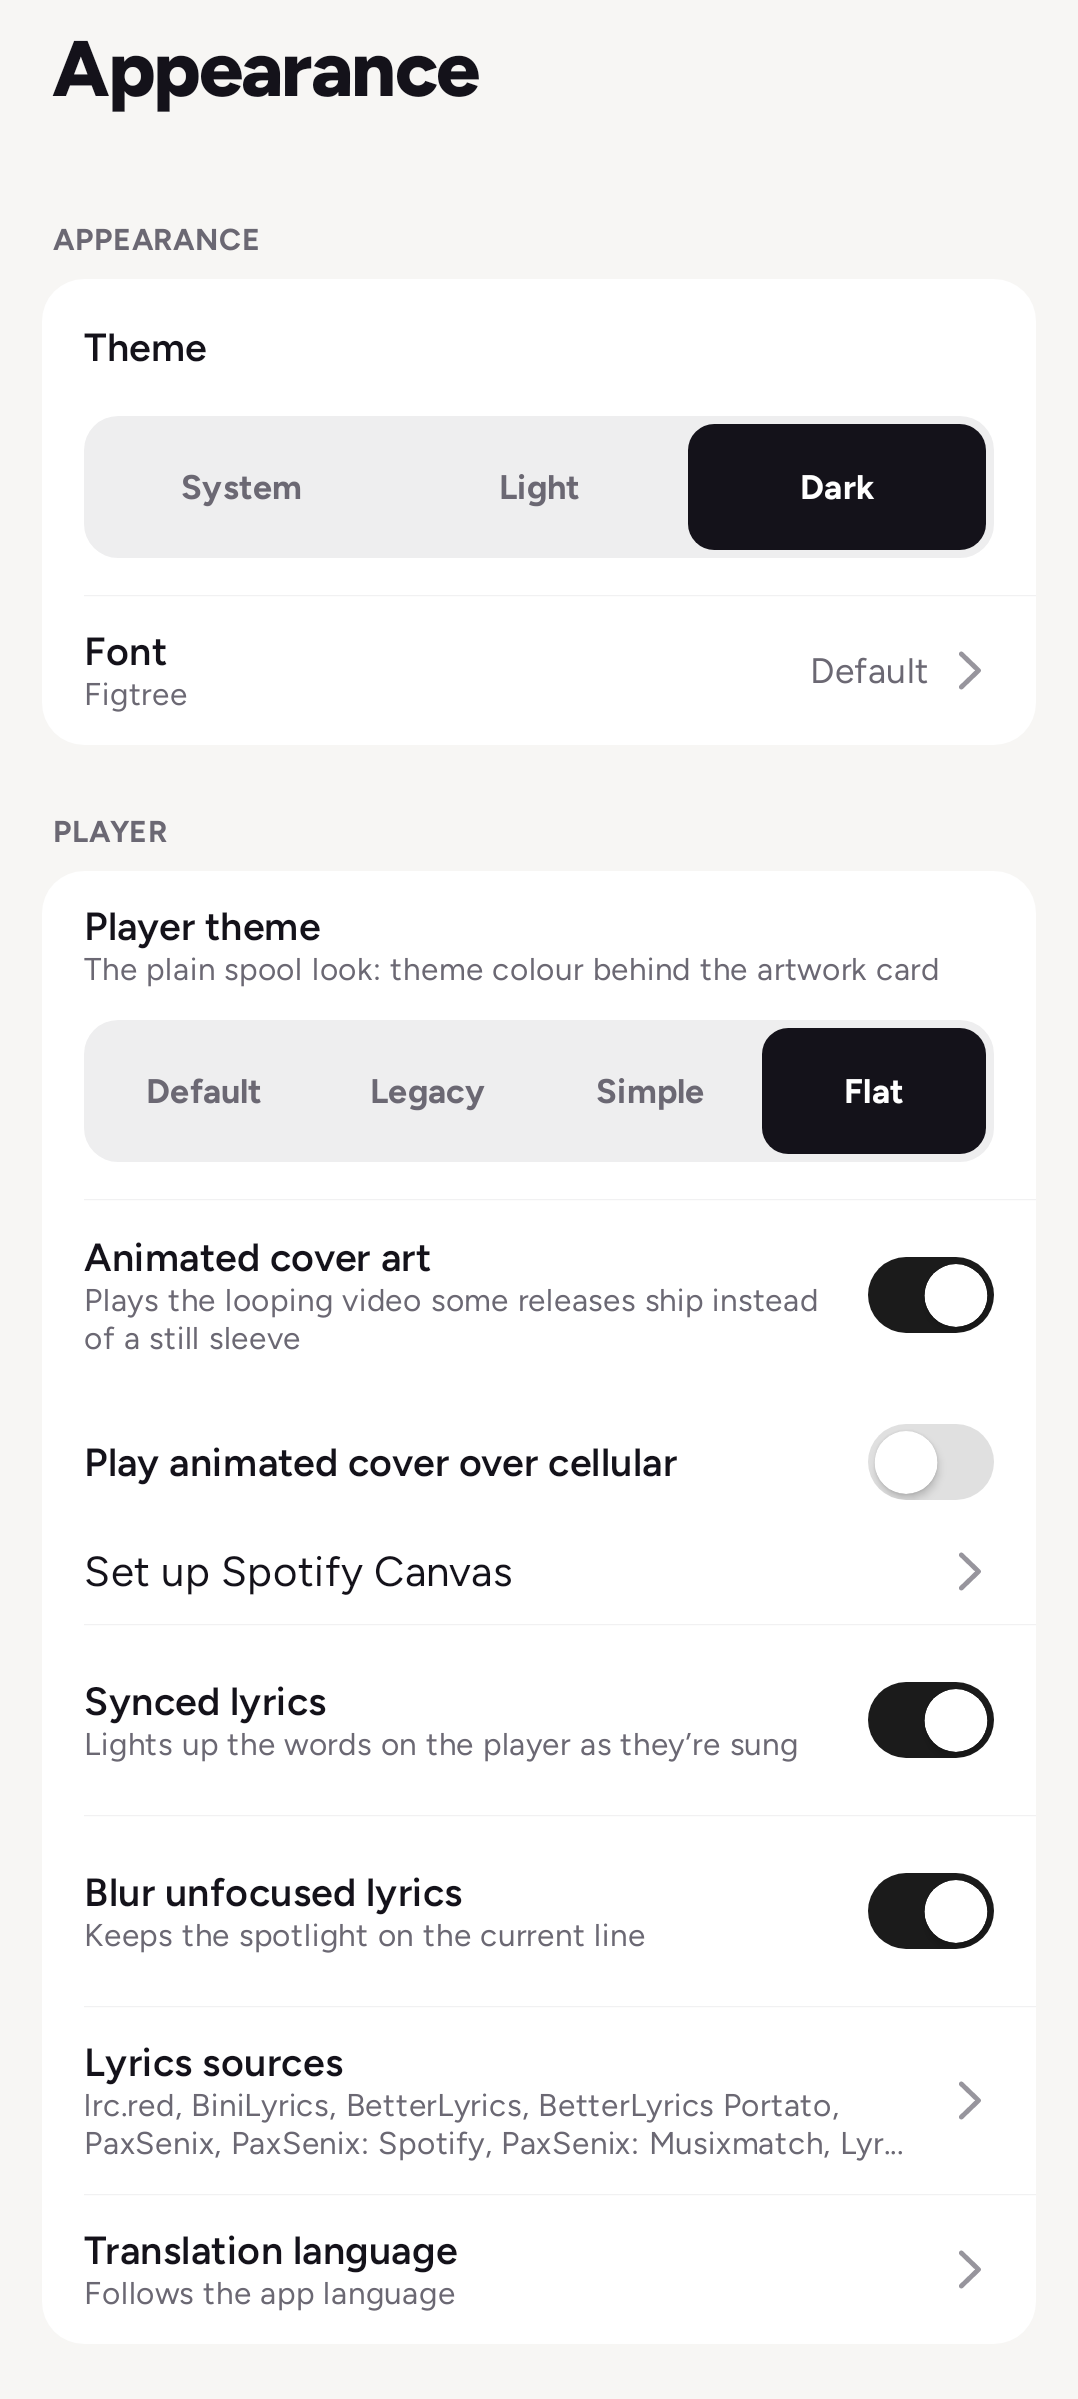 Appearance
APPEARANCE
Theme
System Light Dark
Font
Figtree
Default
PLAYER
Player theme
The plain spool look: theme colour behind the artwork card
Default Legacy Simple Flat
Animated cover art
Plays the looping video some releases ship instead
of a still sleeve
Play animated cover over cellular
Set up Spotify Canvas
Synced lyrics
Lights up the words on the player as they’re sung
Blur unfocused lyrics
Keeps the spotlight on the current line
Lyrics sources
lrc.red, BiniLyrics, BetterLyrics, BetterLyrics Portato,
PaxSenix, PaxSenix: Spotify, PaxSenix: Musixmatch, Lyr...
Translation language
Follows the app language